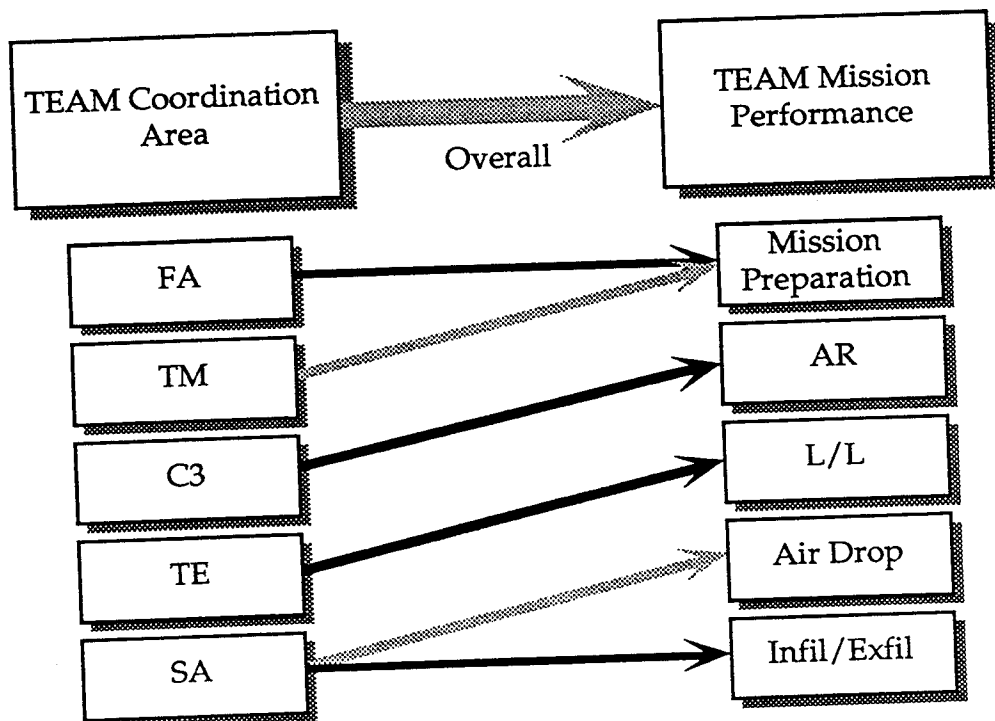 TEAM Coordination
Area
Overall
TEAM Mission
Performance
FA
Mission
Preparation
TM
AR
C3
L/L
TE
Air Drop
SA
Infil/Exfil